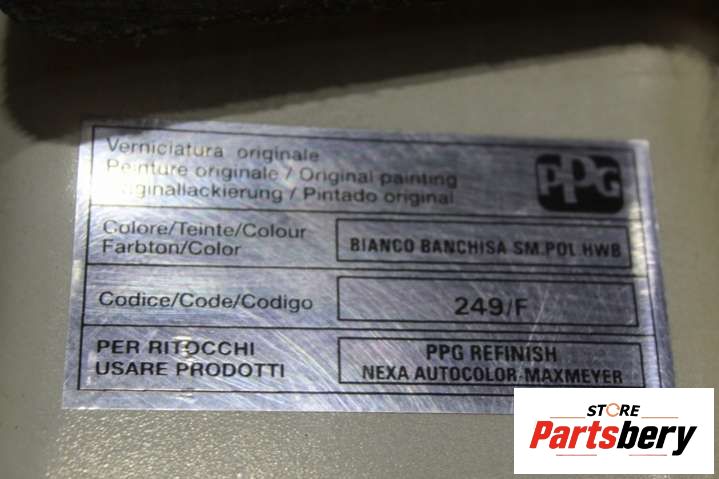 Verniciatura originale
Peinture originale / Original painting
Originallackierung / Pintado original
PPG
Colore/Teinte/Colour
Farbton/Color
BIANCO BANCHISA SM.POL HWB
Codice/Code/Codigo
249/F
PER RITOCCHI
USARE PRODOTTI
PPG REFINISH
NEXA AUTOCOLOR-MAXMEYER
STORE
Partsbery